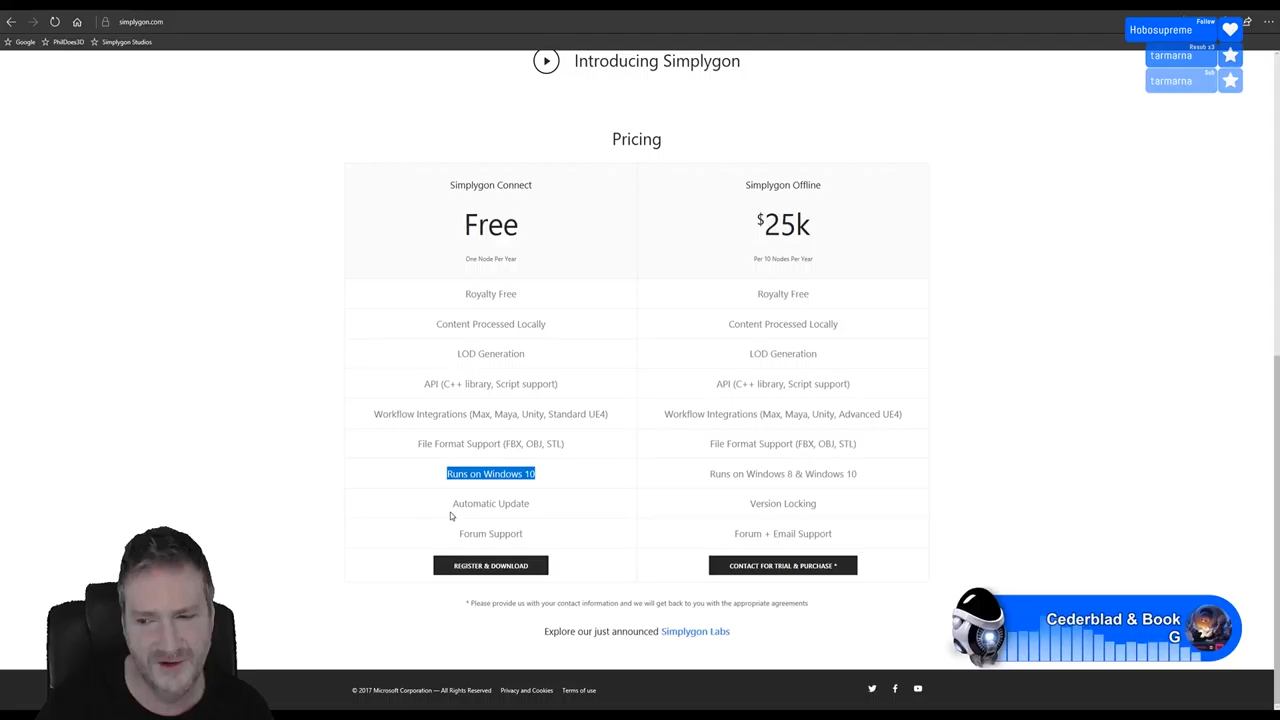 simplygon.com
Google
PhilDoes3D
Simplygon Studios
Follow
Hobosupreme
Resub x3
tarmarna
Sub
tarmarna
Introducing Simplygon
Pricing
Simplygon Connect
Free
One Node Per Year
Royalty Free
Content Processed Locally
LOD Generation
API (C++ library, Script support)
Workflow Integrations (Max, Maya, Unity, Standard UE4)
File Format Support (FBX, OBJ, STL)
Runs on Windows 10
Automatic Update
Forum Support
REGISTER & DOWNLOAD
Simplygon Offline
$25k
Per 10 Nodes Per Year
Royalty Free
Content Processed Locally
LOD Generation
API (C++ library, Script support)
Workflow Integrations (Max, Maya, Unity, Advanced UE4)
File Format Support (FBX, OBJ, STL)
Runs on Windows 8 & Windows 10
Version Locking
Forum + Email Support
CONTACT FOR TRIAL & PURCHASE *
* Please provide us with your contact information and we will get back to you with the appropriate agreements
Explore our just announced Simplygon Labs
Cederblad & Book
G
© 2017 Microsoft Corporation — All Rights Reserved
Privacy and Cookies
Terms of use